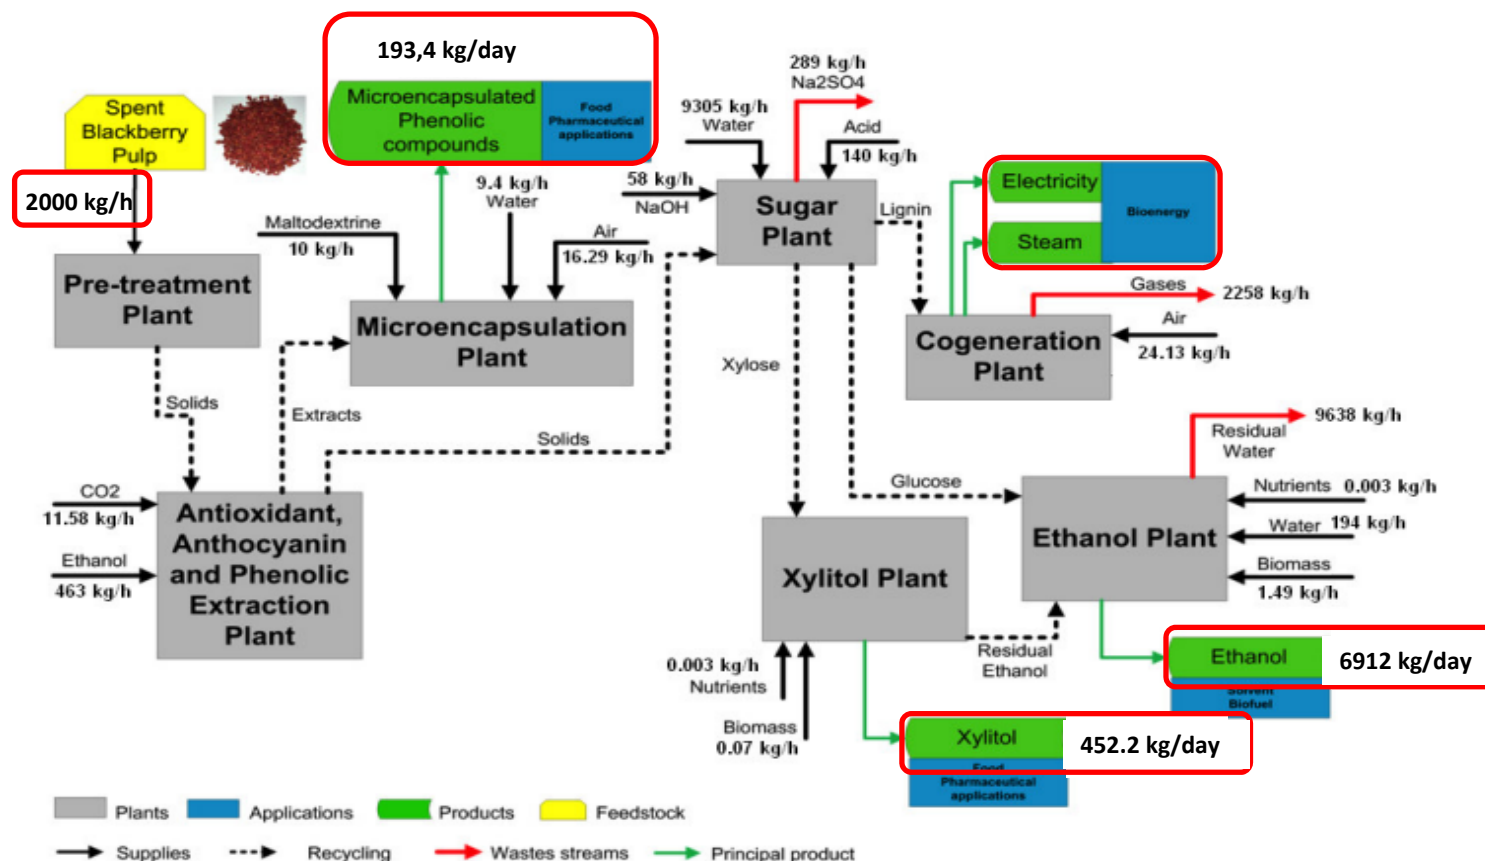 193,4 kg/day
Spent
Blackberry
Pulp
2000 kg/h
Microencapsulated
Phenolic
compounds
Food
Pharmaceutical
applications
289 kg/h
Na2SO4
9305 kg/h
Water
Acid
140 kg/h
58 kg/h
NaOH
9.4 kg/h
Water
Maltodextrine
10 kg/h
Air
16.29 kg/h
Sugar
Plant
Lignin
Electricity
Steam
Bioenergy
Pre-treatment
Plant
Microencapsulation
Plant
Gases
2258 kg/h
Cogeneration
Plant
Air
24.13 kg/h
Xylose
Solids
Extracts
Solids
9638 kg/h
Residual
Water
Glucose
CO2
11.58 kg/h
Ethanol
463 kg/h
Antioxidant,
Anthocyanin
and Phenolic
Extraction
Plant
Xylitol Plant
Ethanol Plant
Nutrients 0.003 kg/h
Water 194 kg/h
Biomass
1.49 kg/h
0.003 kg/h
Nutrients
Biomass
0.07 kg/h
Residual
Ethanol
Ethanol
6912 kg/day
Solvent
Biofuel
Xylitol
452.2 kg/day
Food
Pharmaceutical
applications
Plants
Applications
Products
Feedstock
Supplies
Recycling
Wastes streams
Principal product